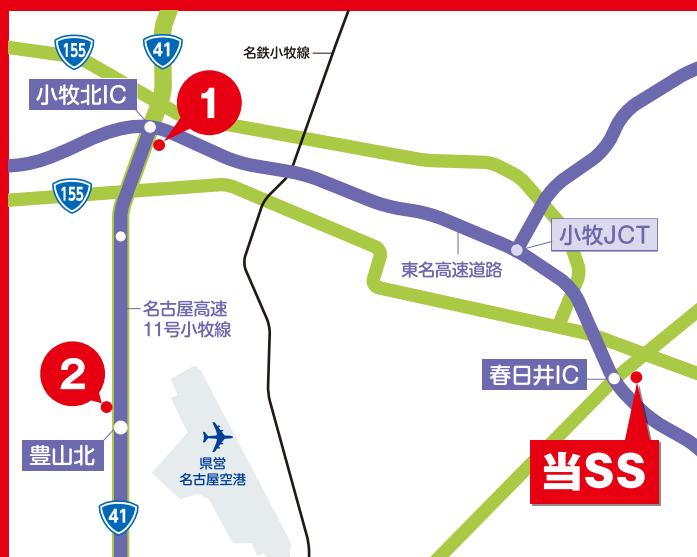 155
41
名鉄小牧線
小牧北IC
1
155
小牧JCT
東名高速道路
名古屋高速
11号小牧線
2
春日井IC
豊山北
県営
名古屋空港
当SS
41